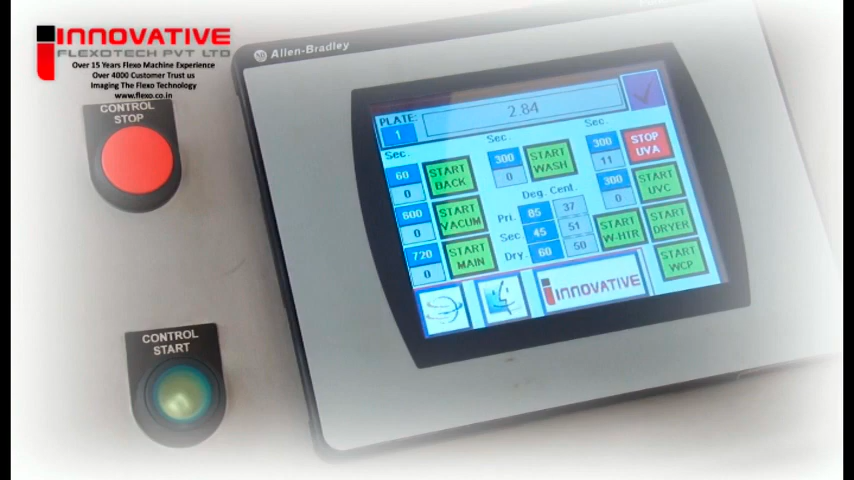 INNOVATIVE
FLEXOTECH PVT LTD
Over 15 Years Flexo Machine Experience
Over 4000 Customer Trust us
Imaging The Flexo Technology
www.flexo.co.in
CONTROL
STOP
CONTROL
START
Allen-Bradley
PLATE:
1
2.84
Sec.
60
0
START
BACK
600
0
START
VACUM
720
0
START
MAIN
Sec.
300
0
START
WASH
Deg. Cent.
Pri. 85 37
Sec 45 51
Dry. 60 50
Sec.
300
11
STOP
UVA
300
0
START
UVC
START
W-HTR
START
DRYER
START
WCP
INNOVATIVE